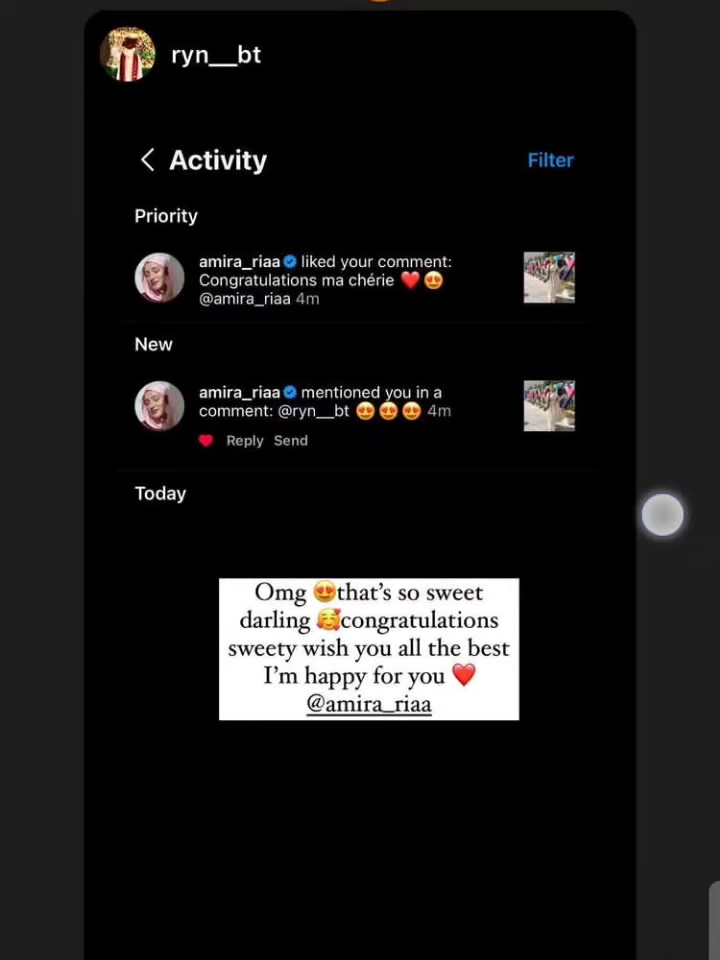 ryn__bt
Activity
Filter
Priority
amira_riaa liked your comment:
Congratulations ma chérie ❤️😍
@amira_riaa 4m
New
amira_riaa mentioned you in a
comment: @ryn__bt 😍😍😍 4m
Reply Send
Today
Omg 😍that's so sweet
darling 🥰congratulations
sweety wish you all the best
I'm happy for you ❤️
@amira_riaa